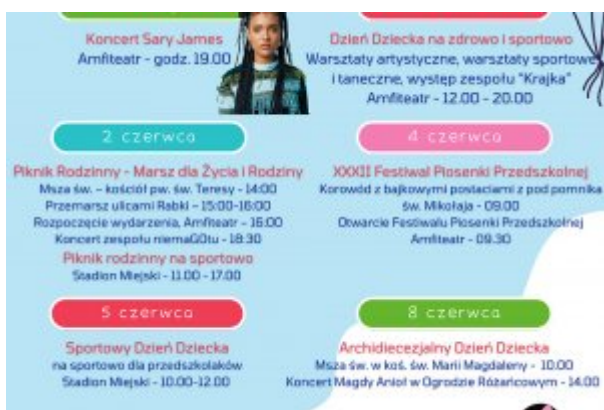 Koncert Sary James
Amfiteatr - godz. 19.00
Dzień Dziecka na zdrowo i sportowo
Warsztaty artystyczne, warsztaty sportowe
i taneczne, występ zespołu "Krajka"
Amfiteatr - 12.00 - 20.00
2 czerwca
Piknik Rodzinny - Marsz dla Życia i Rodziny
Msza św. – kościół pw. św. Teresy - 14:00
Przemarsz ulicami Rabki – 15:00-16:00
Rozpoczęcie wydarzenia, Amfiteatr – 16:00
Koncert zespołu niemaGOtu - 18:30
Piknik rodzinny na sportowo
Stadion Miejski - 11.00 - 17.00
4 czerwca
XXXII Festiwal Piosenki Przedszkolnej
Korowód z bajkowymi postaciami z pod pomnika
św. Mikołaja - 09.00
Otwarcie Festiwalu Piosenki Przedszkolnej
Amfiteatr - 09.30
5 czerwca
Sportowy Dzień Dziecka
na sportowo dla przedszkolaków
Stadion Miejski - 10.00-12.00
8 czerwca
Archidiecezjalny Dzień Dziecka
Msza św. w koś. św. Marii Magdaleny - 10.00
Koncert Magdy Anioł w Ogrodzie Różańcowym - 14.00